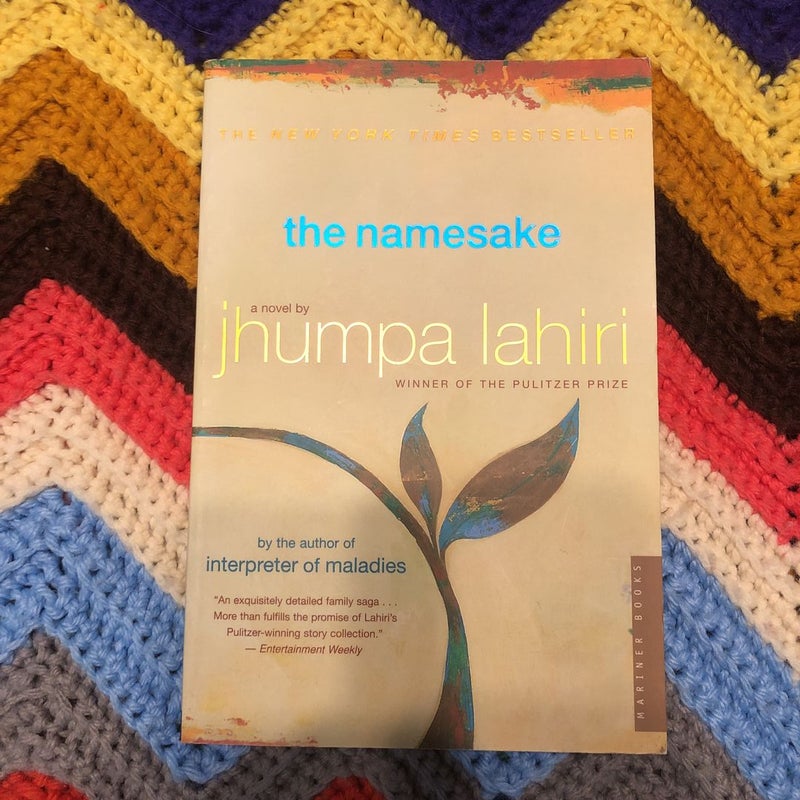 THE NEW YORK TIMES BESTSELLER
the namesake
a novel by
jhumpa lahiri
WINNER OF THE PULITZER PRIZE
by the author of
interpreter of maladies
“An exquisitely detailed family saga . . .
More than fulfills the promise of Lahiri’s
Pulitzer-winning story collection.”
— Entertainment Weekly
MARINER BOOKS